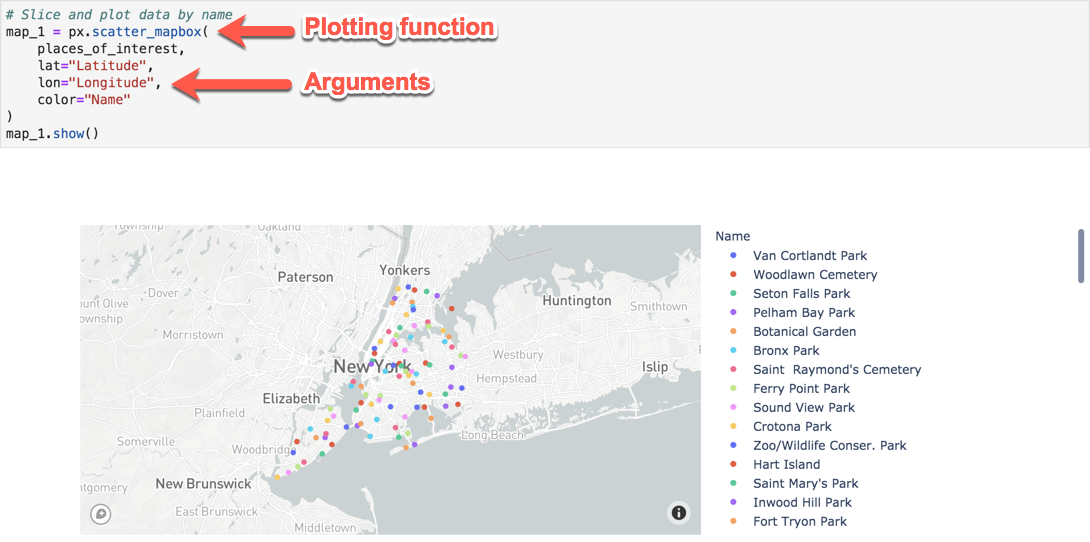 # Slice and plot data by name
map_1 = px.scatter_mapbox(
Plotting function
places_of_interest,
lat="Latitude",
lon="Longitude",
Arguments
color="Name"
)
map_1.show()
Township
Oakland
Yonkers
Paterson
Dover
Huntington
ount Olive
ownship
Smithtown
Morristown
Westbury
New York
Islip
Hempstead
Elizabeth
Plainfield
Long Beach
Somerville
Woodbridge
ntgomery
New Brunswick
East Brunswick
Middletown
Name
Van Cortlandt Park
Woodlawn Cemetery
Seton Falls Park
Pelham Bay Park
Botanical Garden
Bronx Park
Saint  Raymond's Cemetery
Ferry Point Park
Sound View Park
Crotona Park
Zoo/Wildlife Conser. Park
Hart Island
Saint Mary's Park
Inwood Hill Park
Fort Tryon Park